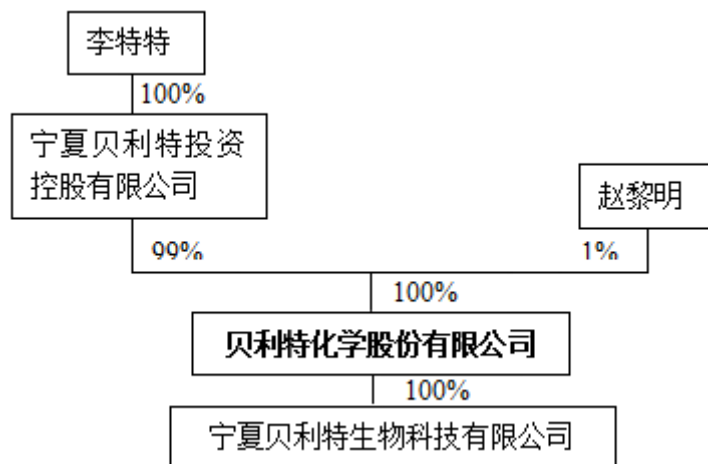 李特特
100%
宁夏贝利特投资
控股有限公司
赵黎明
99%
1%
100%
贝利特化学股份有限公司
100%
宁夏贝利特生物科技有限公司